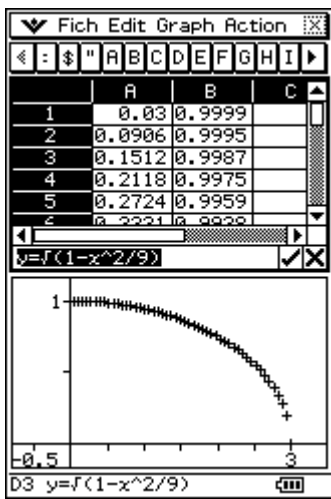 Fich Edit Graph Action
: $ " A B C D E F G H I
A B C
1 0.03 0.9999
2 0.0906 0.9995
3 0.1512 0.9987
4 0.2118 0.9975
5 0.2724 0.9959
y=√(1-x^2/9)
1
-0.5 3
D3 y=√(1-x^2/9)